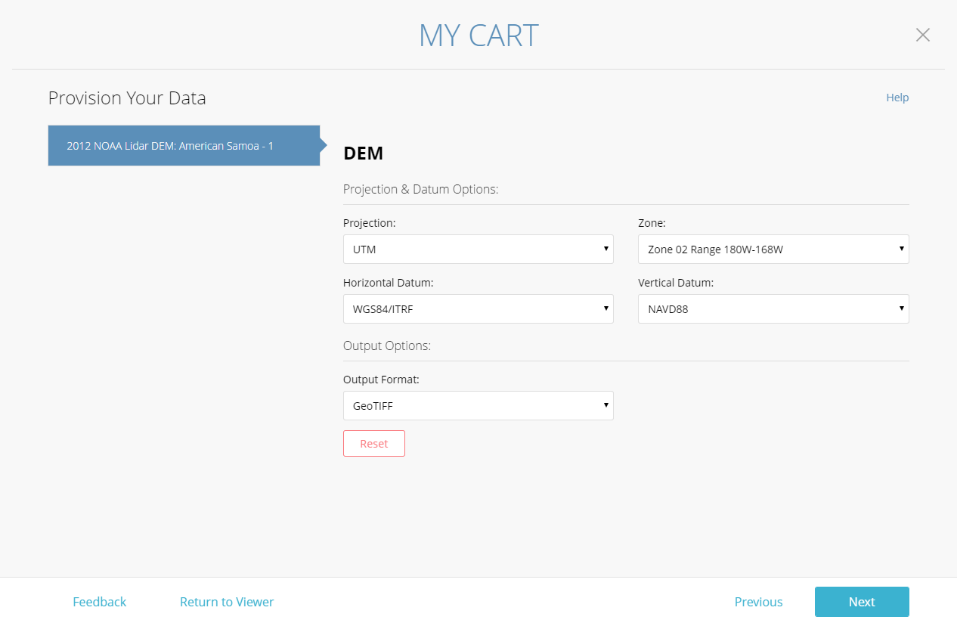 MY CART
Provision Your Data
Help
2012 NOAA Lidar DEM: American Samoa - 1
DEM
Projection & Datum Options:
Projection:
Zone:
UTM
Zone 02 Range 180W-168W
Horizontal Datum:
Vertical Datum:
WGS84/ITRF
NAVD88
Output Options:
Output Format:
GeoTIFF
Reset
Feedback
Return to Viewer
Previous
Next